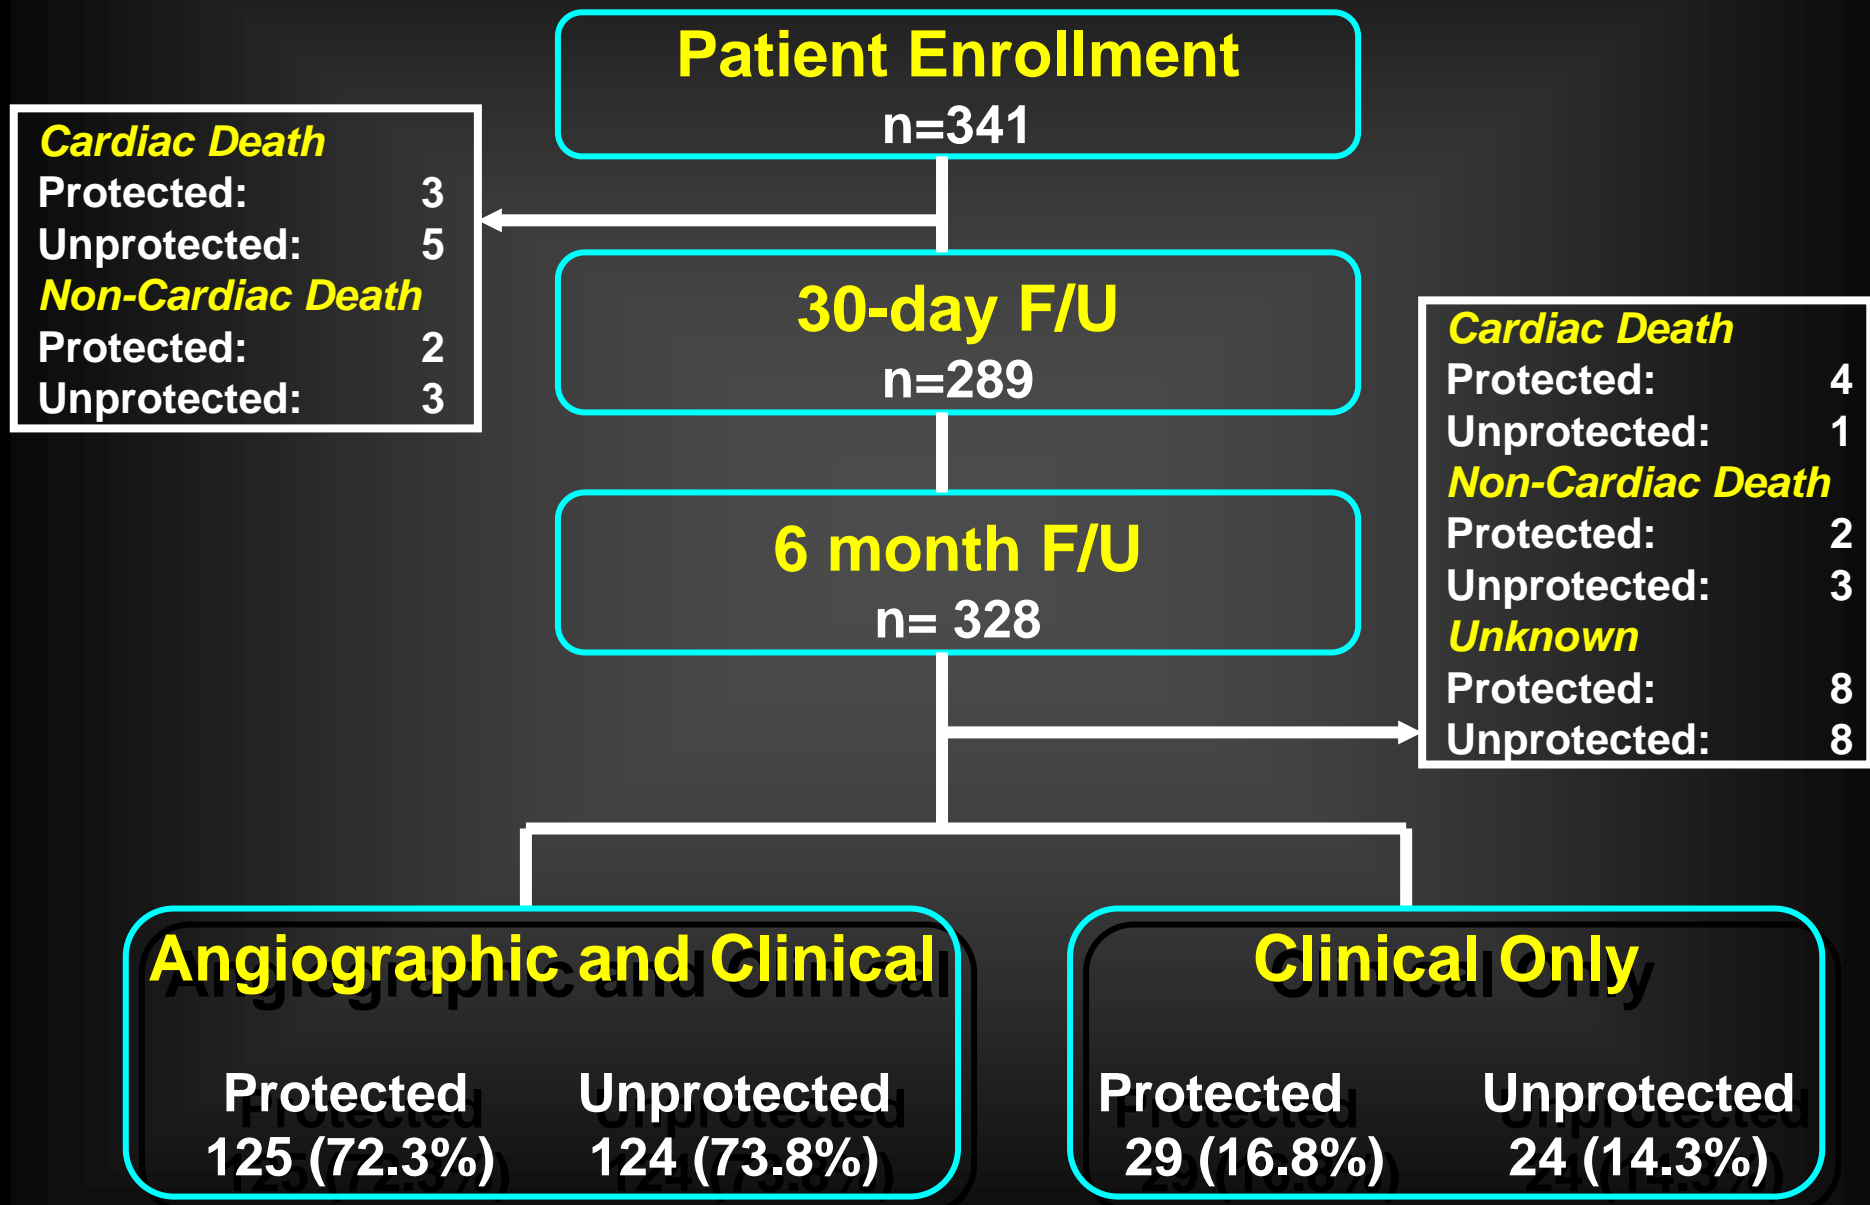 Patient Enrollment
n=341
Cardiac Death
Protected: 3
Unprotected: 5
Non-Cardiac Death
Protected: 2
Unprotected: 3
30-day F/U
n=289
Cardiac Death
Protected: 4
Unprotected: 1
Non-Cardiac Death
Protected: 2
Unprotected: 3
Unknown
Protected: 8
Unprotected: 8
6 month F/U
n= 328
Angiographic and Clinical
Protected Unprotected
125 (72.3%) 124 (73.8%)
Clinical Only
Protected Unprotected
29 (16.8%) 24 (14.3%)